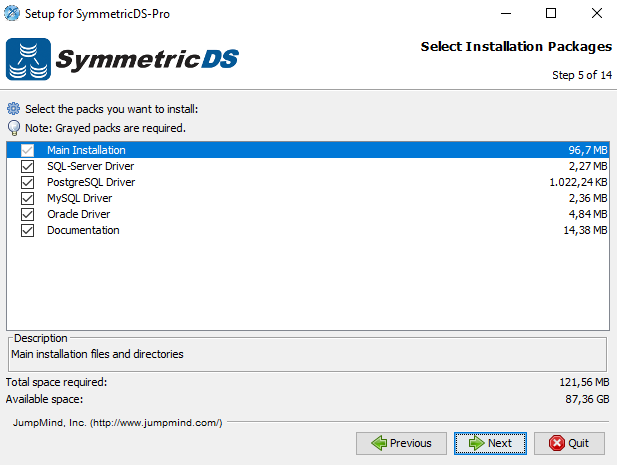 Setup for SymmetricDS-Pro
SymmetricDS
Select Installation Packages
Step 5 of 14
Select the packs you want to install:
Note: Grayed packs are required.
Main Installation 96,7 MB
SQL-Server Driver 2,27 MB
PostgreSQL Driver 1.022,24 KB
MySQL Driver 2,36 MB
Oracle Driver 4,84 MB
Documentation 14,38 MB
Description
Main installation files and directories
Total space required: 121,56 MB
Available space: 87,36 GB
JumpMind, Inc. (http://www.jumpmind.com/)
Previous Next Quit